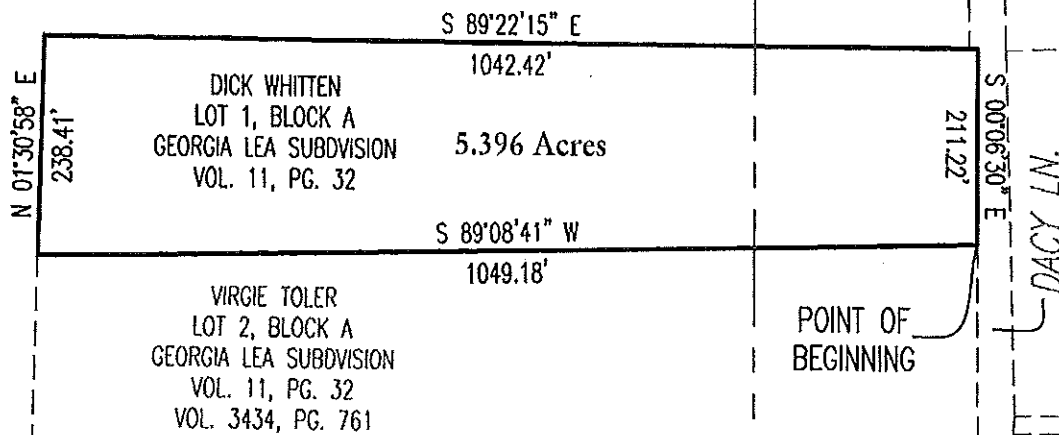 S 89°22'15" E
1042.42'
N 01°30'58" E
238.41'
DICK WHITTEN
LOT 1, BLOCK A
GEORGIA LEA SUBDVISION
VOL. 11, PG. 32
5.396 Acres
211.22'
S 00°06'30" E
DACY LN.
S 89°08'41" W
1049.18'
VIRGIE TOLER
LOT 2, BLOCK A
GEORGIA LEA SUBDVISION
VOL. 11, PG. 32
VOL. 3434, PG. 761
POINT OF
BEGINNING